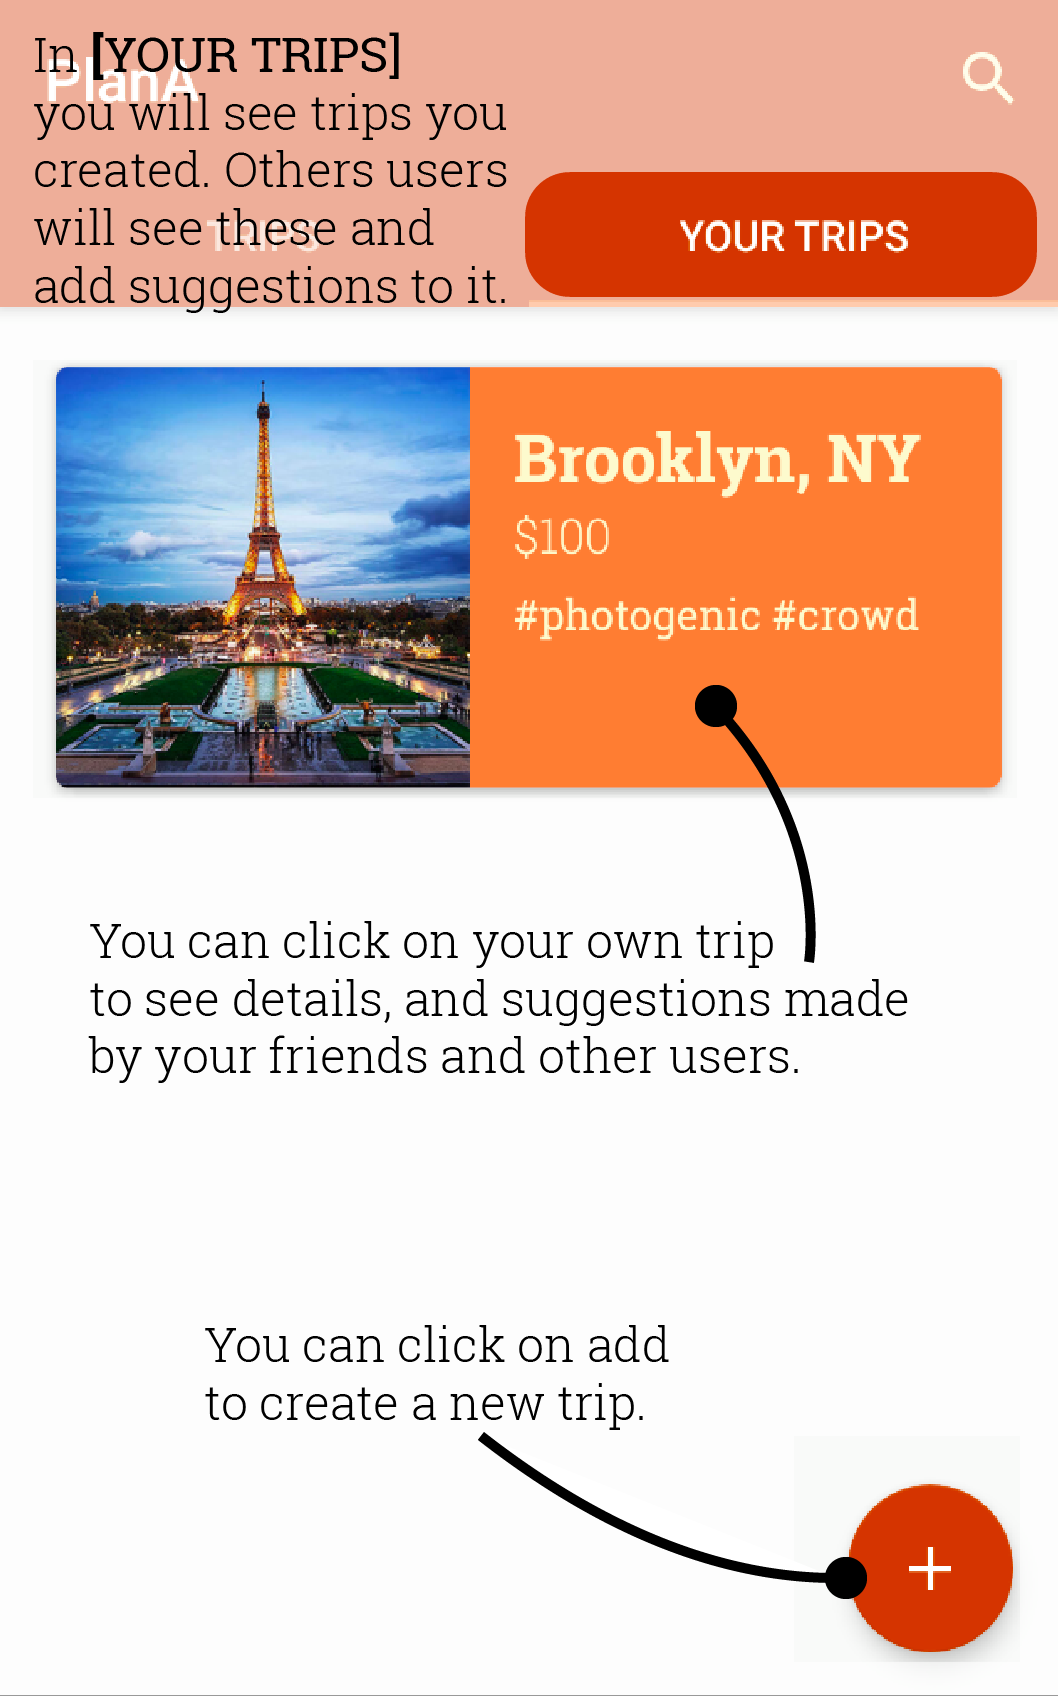 In [YOUR TRIPS]
PlanA
you will see trips you
created. Others users
will see these and
TRIPS
add suggestions to it.
YOUR TRIPS
Brooklyn, NY
$100
#photogenic #crowd
You can click on your own trip
to see details, and suggestions made
by your friends and other users.
You can click on add
to create a new trip.